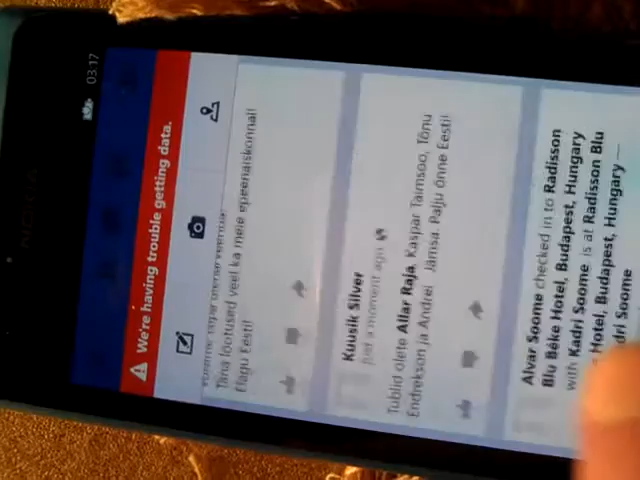 03:17
We're having trouble getting data.
Täna lootused veel ka meie epeenaiskonnal!
Elagu Eesti!
Kuusik Silver
just a moment ago
Tublid olete Allar Raja, Kaspar Taimsoo, Tõnu
Endrekson ja Andrei Jämsä. Palju õnne Eesti!
Alvar Soome checked in to Radisson
Blu Béke Hotel, Budapest, Hungary
with Kadri Soome is at Radisson Blu
Hotel, Budapest, Hungary —
Soome